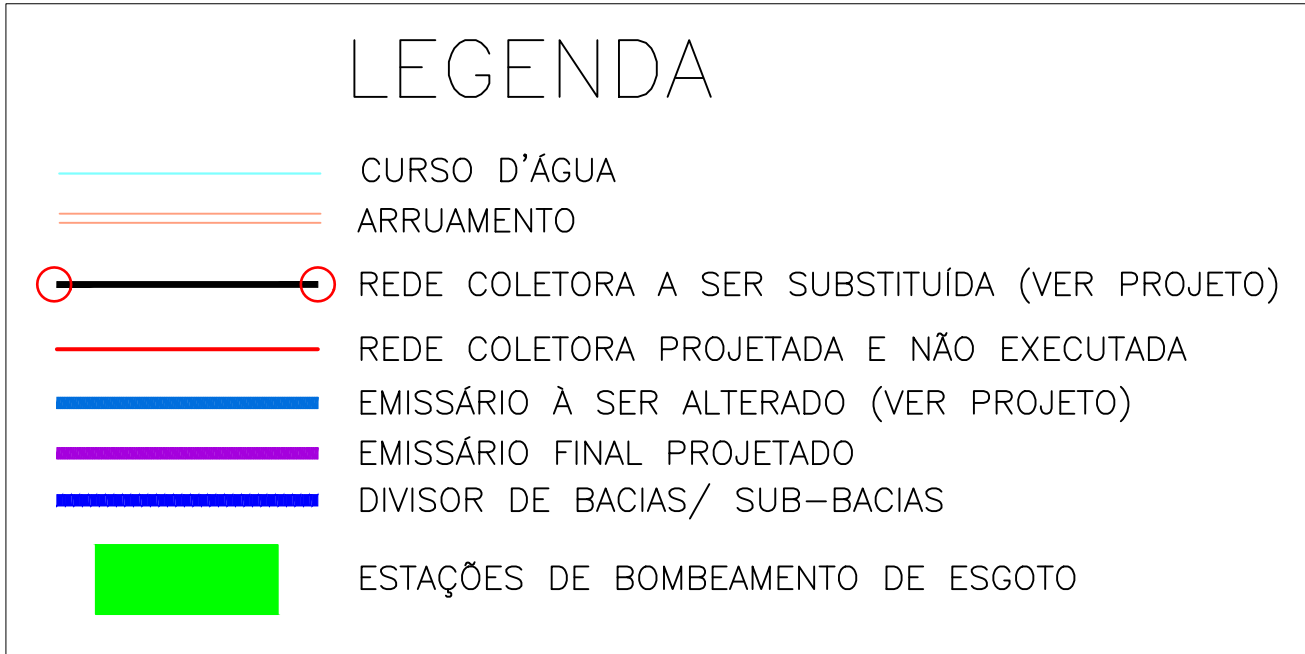 LEGENDA
CURSO D'ÁGUA
ARRUAMENTO
REDE COLETORA A SER SUBSTITUÍDA (VER PROJETO)
REDE COLETORA PROJETADA E NÃO EXECUTADA
EMISSÁRIO À SER ALTERADO (VER PROJETO)
EMISSÁRIO FINAL PROJETADO
DIVISOR DE BACIAS/ SUB-BACIAS
ESTAÇÕES DE BOMBEAMENTO DE ESGOTO